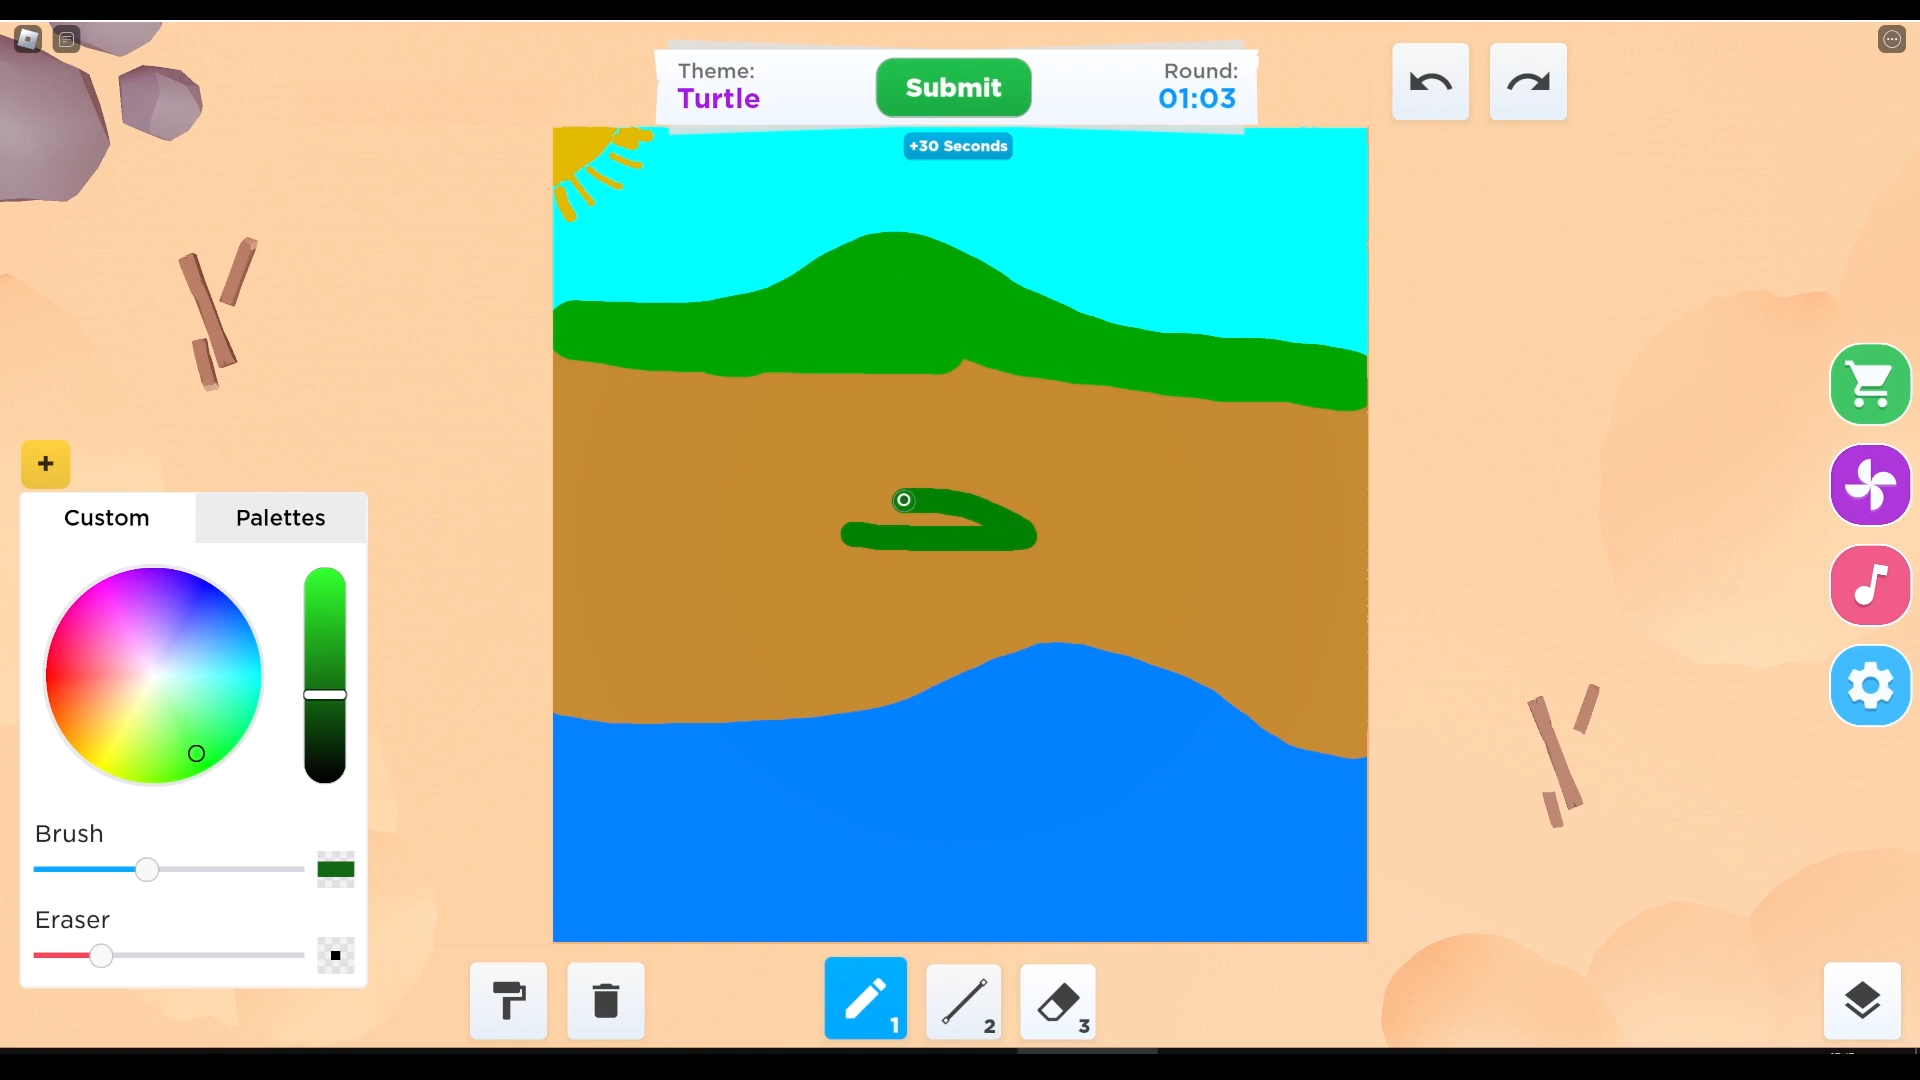 Theme:
Turtle
Submit
Round:
01:03
+30 Seconds
+
Custom
Palettes
Brush
Eraser
1
2
3